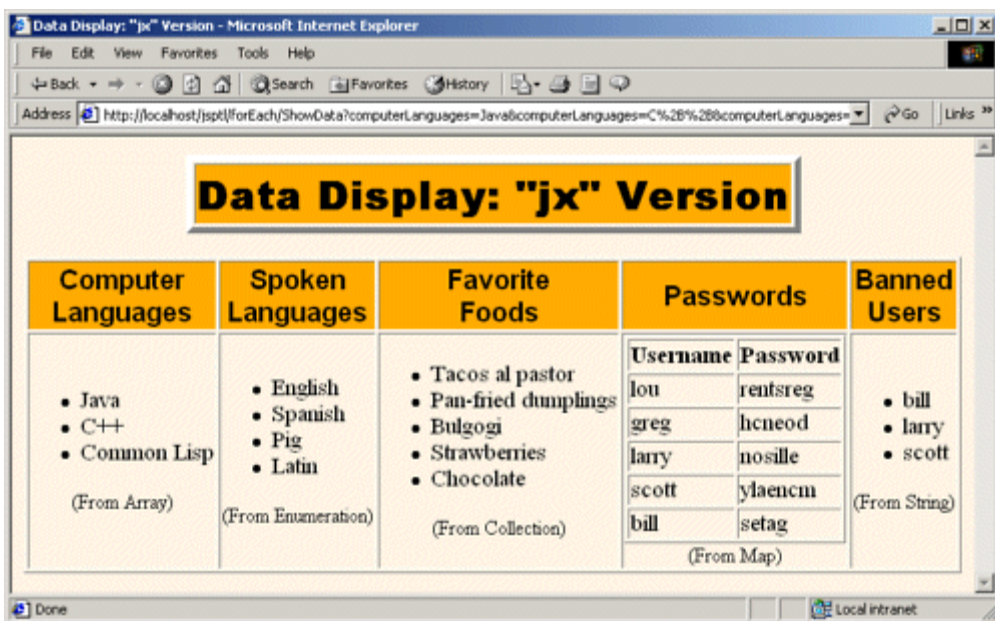 Data Display: "jx" Version - Microsoft Internet Explorer
File Edit View Favorites Tools Help
Back Search Favorites History
Address http://localhost/jsptl/forEach/ShowData?computerLanguages=Java&computerLanguages=C%2B%2B&computerLanguages= Go Links »
Data Display: "jx" Version
Computer Languages
Spoken Languages
Favorite Foods
Passwords
Banned Users
• Java
• C++
• Common Lisp
(From Array)
• English
• Spanish
• Pig
• Latin
(From Enumeration)
• Tacos al pastor
• Pan-fried dumplings
• Bulgogi
• Strawberries
• Chocolate
(From Collection)
Username Password
lou rentsreg
greg hcneod
larry nosille
scott ylaencm
bill setag
(From Map)
• bill
• larry
• scott
(From String)
Done Local intranet